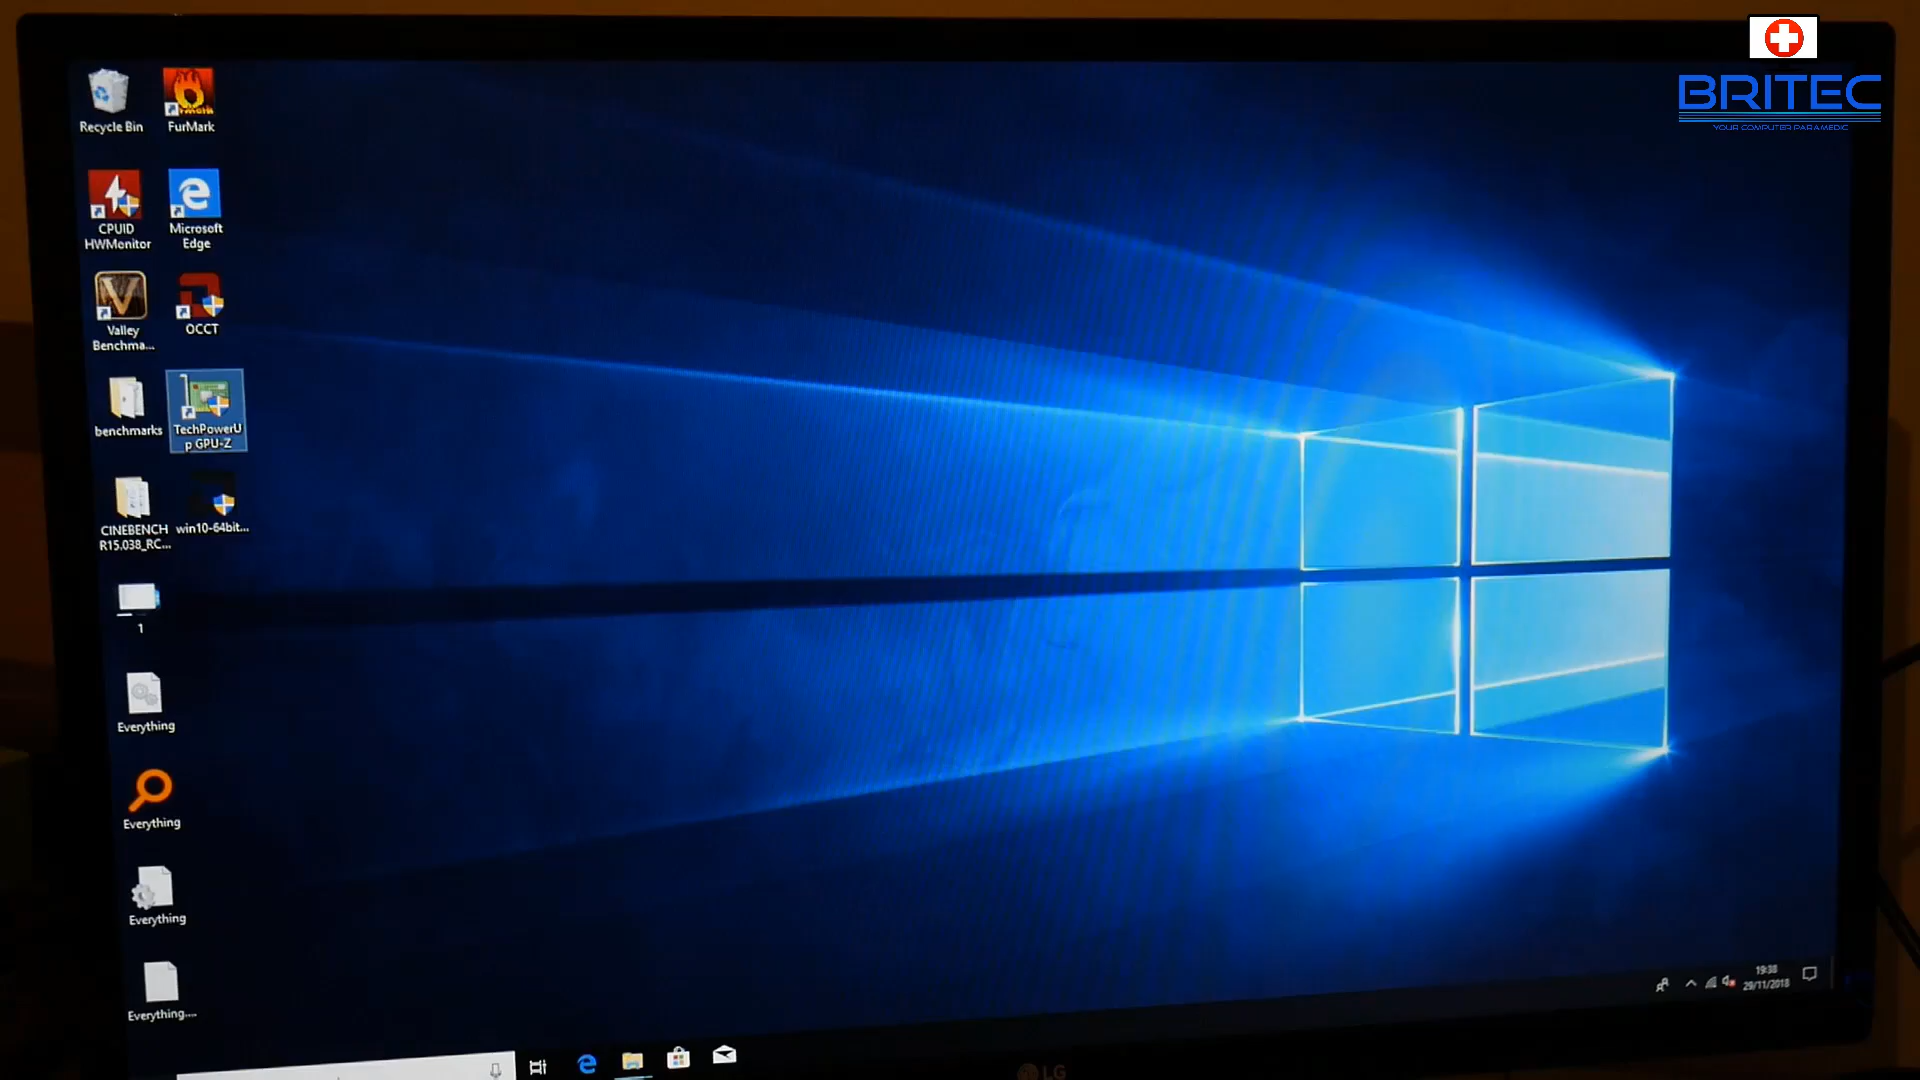 BRITEC
YOUR COMPUTER PARAMEDIC
Recycle Bin
FurMark
CPUID
HWMonitor
Microsoft
Edge
Valley
Benchma...
OCCT
benchmarks
TechPowerU
p GPU-Z
CINEBENCH
R15.038_RC...
win10-64bit...
1
Everything
Everything
Everything
Everything....
19:38
29/11/2018
LG